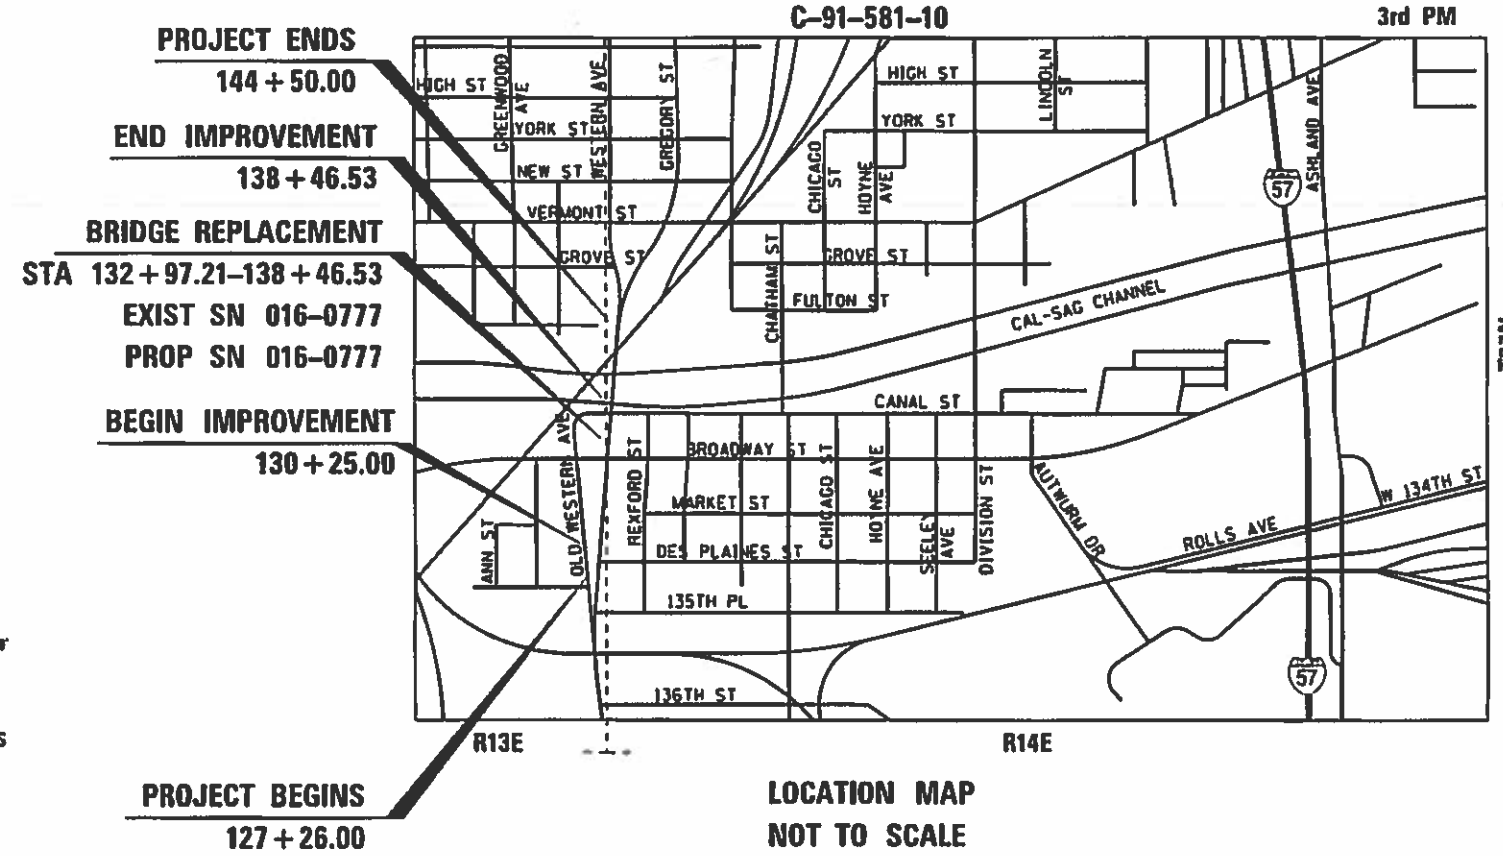 C-91-581-10
3rd PM
PROJECT ENDS
144+50.00
END IMPROVEMENT
138+46.53
BRIDGE REPLACEMENT
STA 132+97.21-138+46.53
EXIST SN 016-0777
PROP SN 016-0777
BEGIN IMPROVEMENT
130+25.00
PROJECT BEGINS
127+26.00
HIGH ST
GREENWOOD AVE
WESTERN AVE
GREGORY ST
YORK ST
NEW ST
VERMONT ST
GROVE ST
HIGH ST
LINCOLN ST
YORK ST
CHICAGO ST
HOYNE AVE
CHATHAM ST
GROVE ST
FULTON ST
ASHLAND AVE
57
CAL-SAG CHANNEL
CANAL ST
OLD WESTERN AVE
REXFORD ST
BROADWAY ST
MARKET ST
DES PLAINES ST
CHICAGO ST
HOYNE AVE
SEELEY AVE
DIVISION ST
ANN ST
AUTWURM DR
ROLLS AVE
W 134TH ST
135TH PL
136TH ST
57
R13E
R14E
LOCATION MAP
NOT TO SCALE